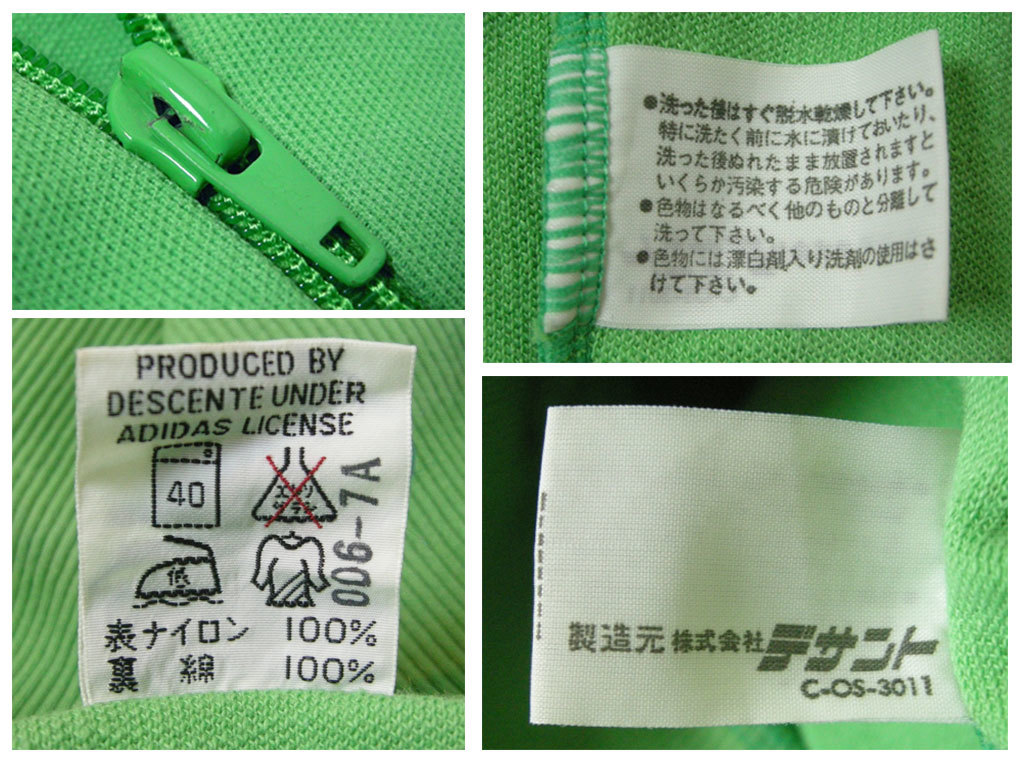 ●洗った後はすぐ脱水乾燥して下さい。
特に洗たく前に水に漬けておいたり、
洗った後ぬれたまま放置されますと
いくらか汚染する危険があります。
●色物はなるべく他のものと分離して
洗って下さい。
●色物には漂白剤入り洗剤の使用はさ
けて下さい。
PRODUCED BY
DESCENTE UNDER
ADIDAS LICENSE
40
低
006-7A
表ナイロン 100%
裏 綿 100%
製造元 株式会社デサント
C-OS-3011